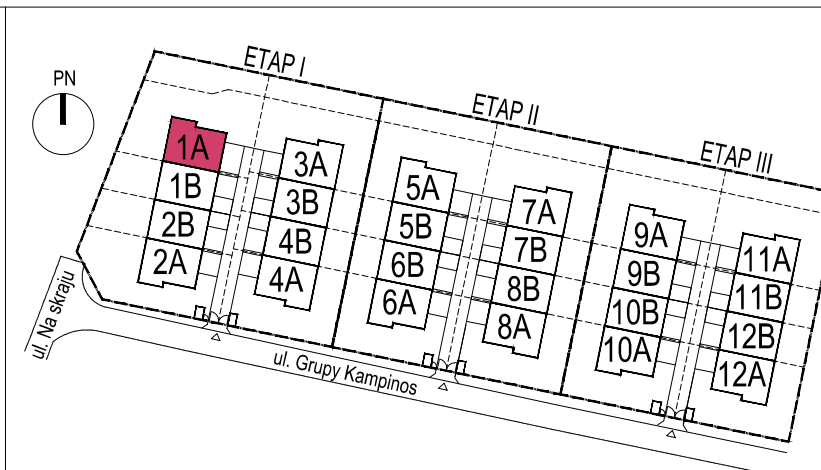 ETAP I
PN
ETAP II
ETAP III
1A
1B
2B
2A
3A
3B
4B
4A
5A
5B
6B
6A
7A
7B
8B
8A
9A
9B
10B
10A
11A
11B
12B
12A
ul. Na skraju
ul. Grupy Kampinos